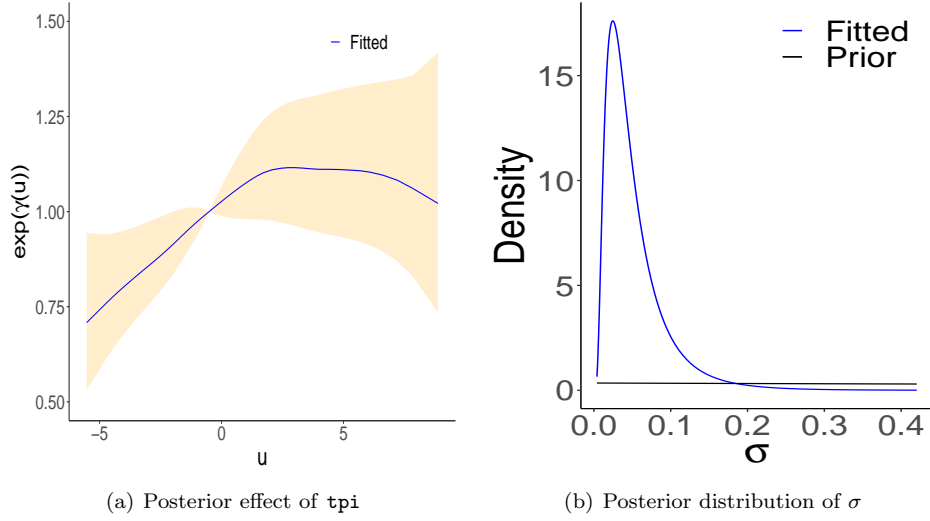 1.50
1.25
1.00
0.75
0.50
exp(γ(u))
−5
0
5
u
Fitted
(a) Posterior effect of tpi
15
10
5
0
Density
0.0
0.1
0.2
0.3
0.4
σ
Fitted
Prior
(b) Posterior distribution of σ